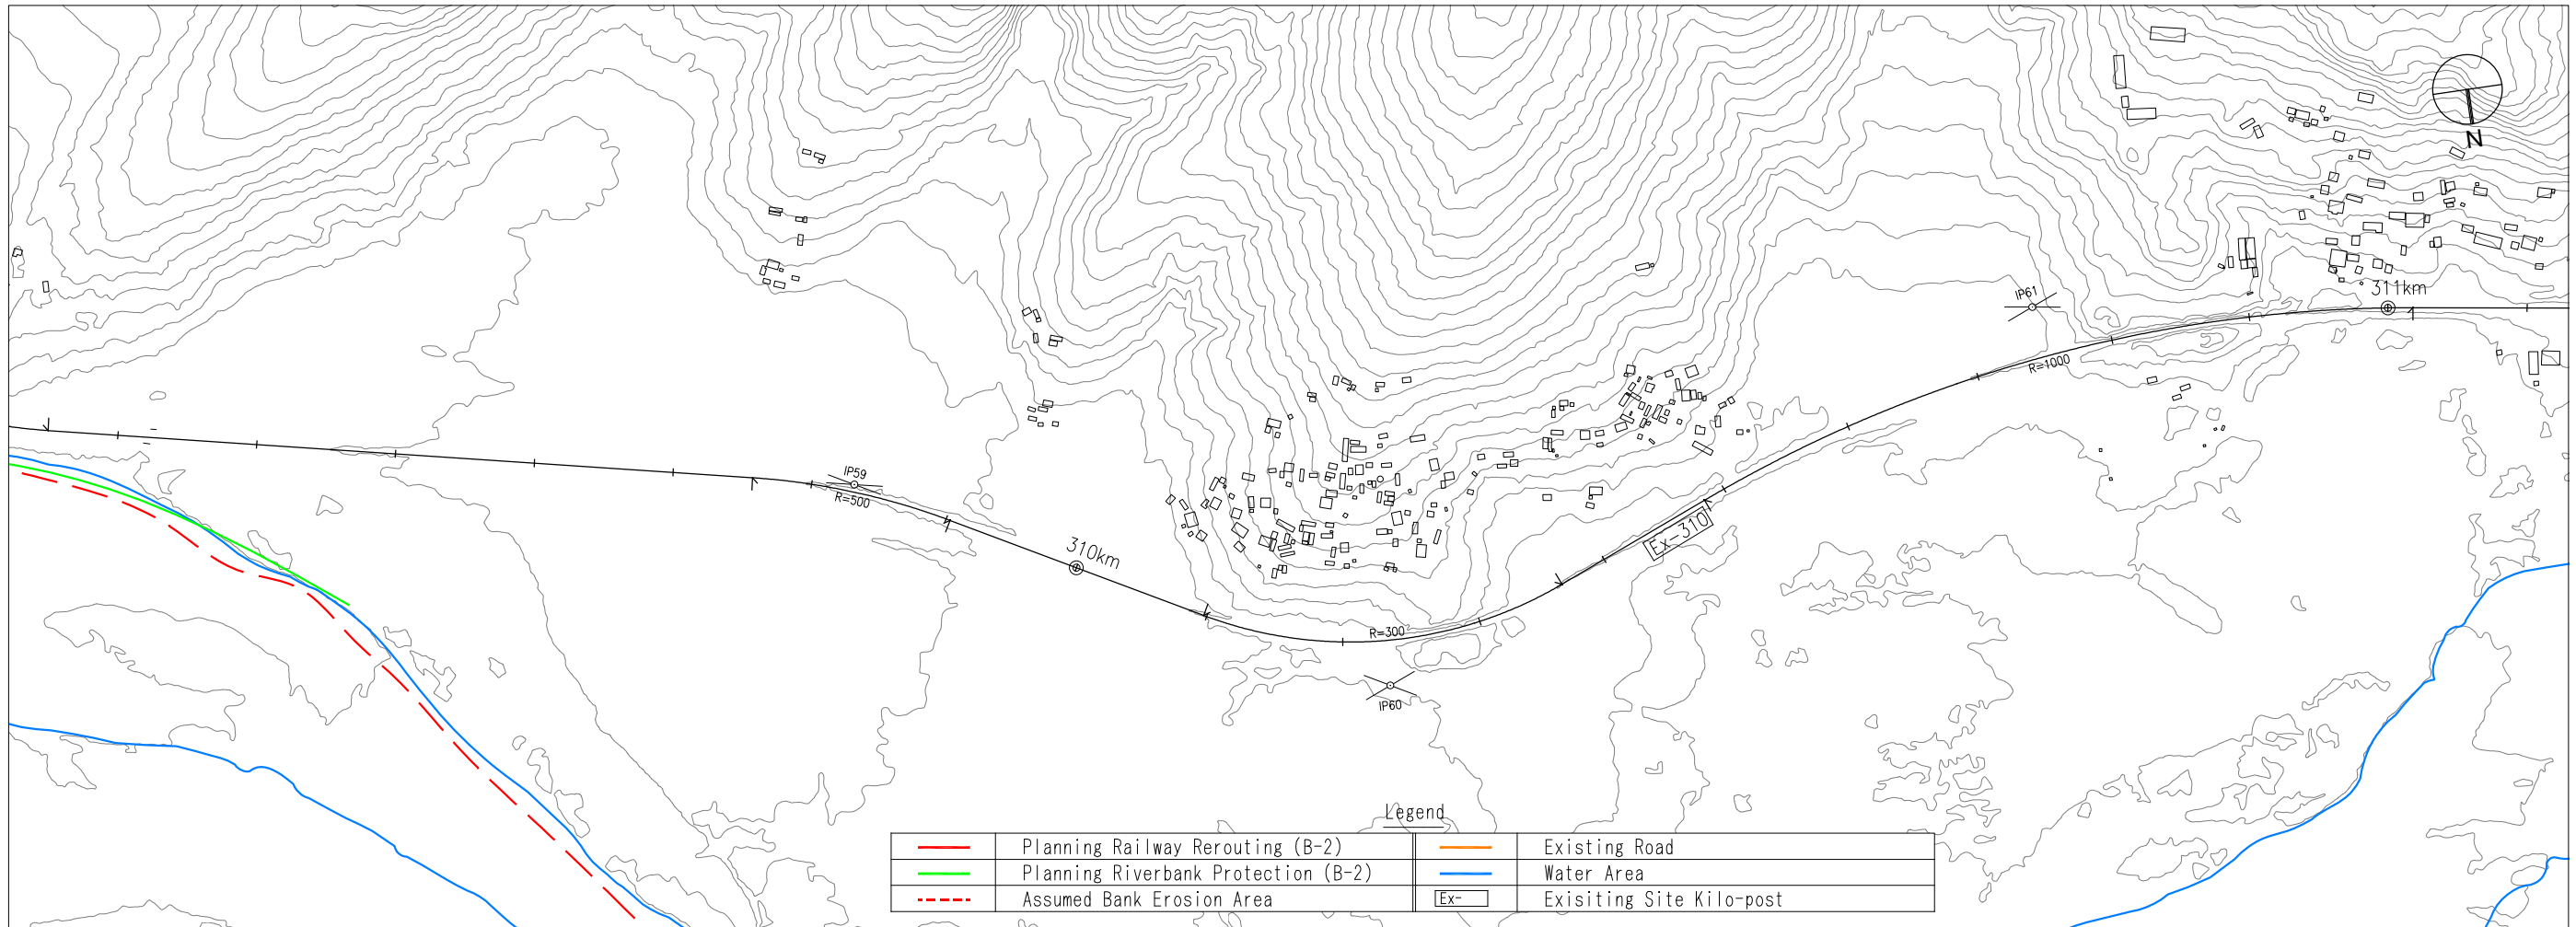 N
311km
IP61
R=1000
IP59
R=500
310km
Ex-310
R=300
IP60
Legend
Planning Railway Rerouting (B-2)
Existing Road
Planning Riverbank Protection (B-2)
Water Area
Assumed Bank Erosion Area
Ex-
Exisiting Site Kilo-post